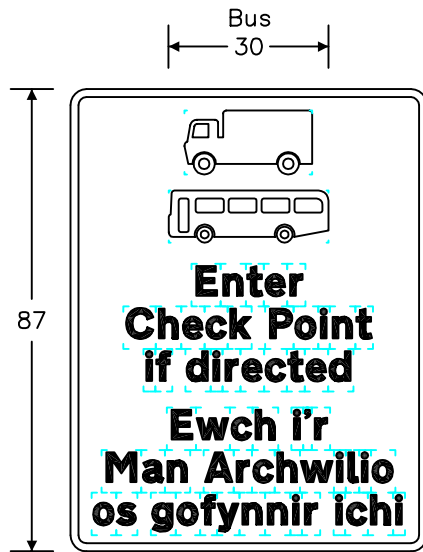 Bus
30
87
Enter
Check Point
if directed
Ewch i'r
Man Archwilio
os gofynnir ichi